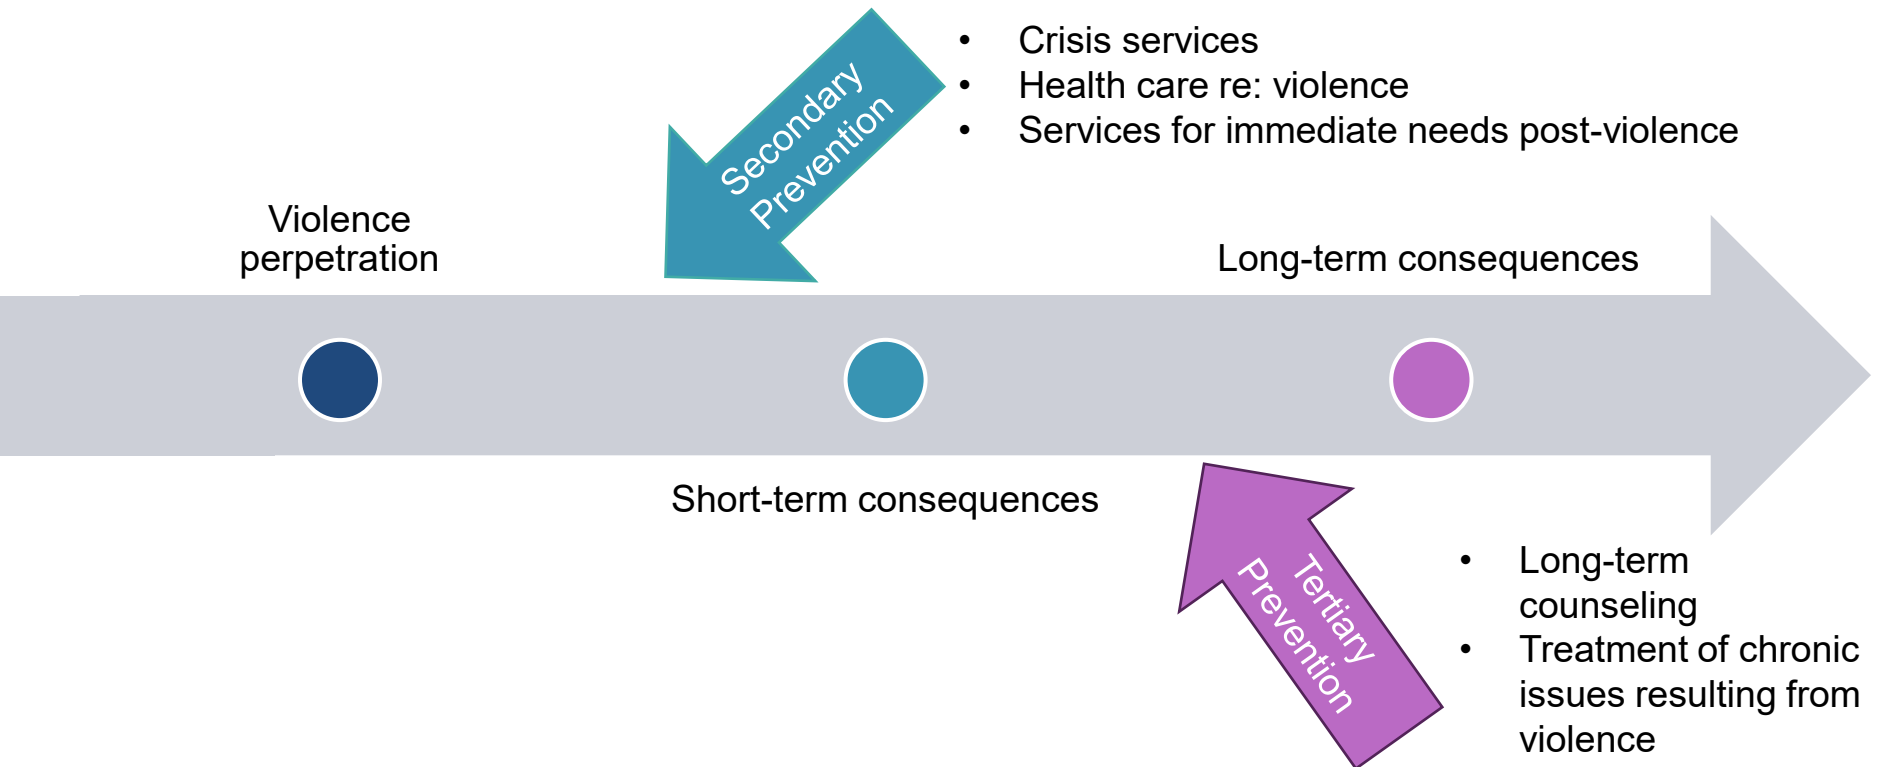 • Crisis services
• Health care re: violence
• Services for immediate needs post-violence
Secondary
Prevention
Violence
perpetration
Long-term consequences
Short-term consequences
Tertiary
Prevention
• Long-term
counseling
• Treatment of chronic
issues resulting from
violence